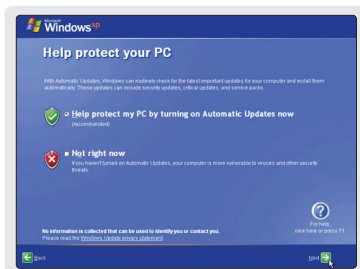 Microsoft
Windows xp
Help protect your PC
With Automatic Updates, Windows can routinely check for the latest important updates for your computer and install them
automatically. These updates can include security updates, critical updates, and service packs.
Help protect my PC by turning on Automatic Updates now
(recommended)
Not right now
If you haven't turned on Automatic Updates, your computer is more vulnerable to viruses and other security
threats.
For help,
click here or press F1.
No information is collected that can be used to identify you or contact you.
Please read the Windows Update privacy statement
Back
Next